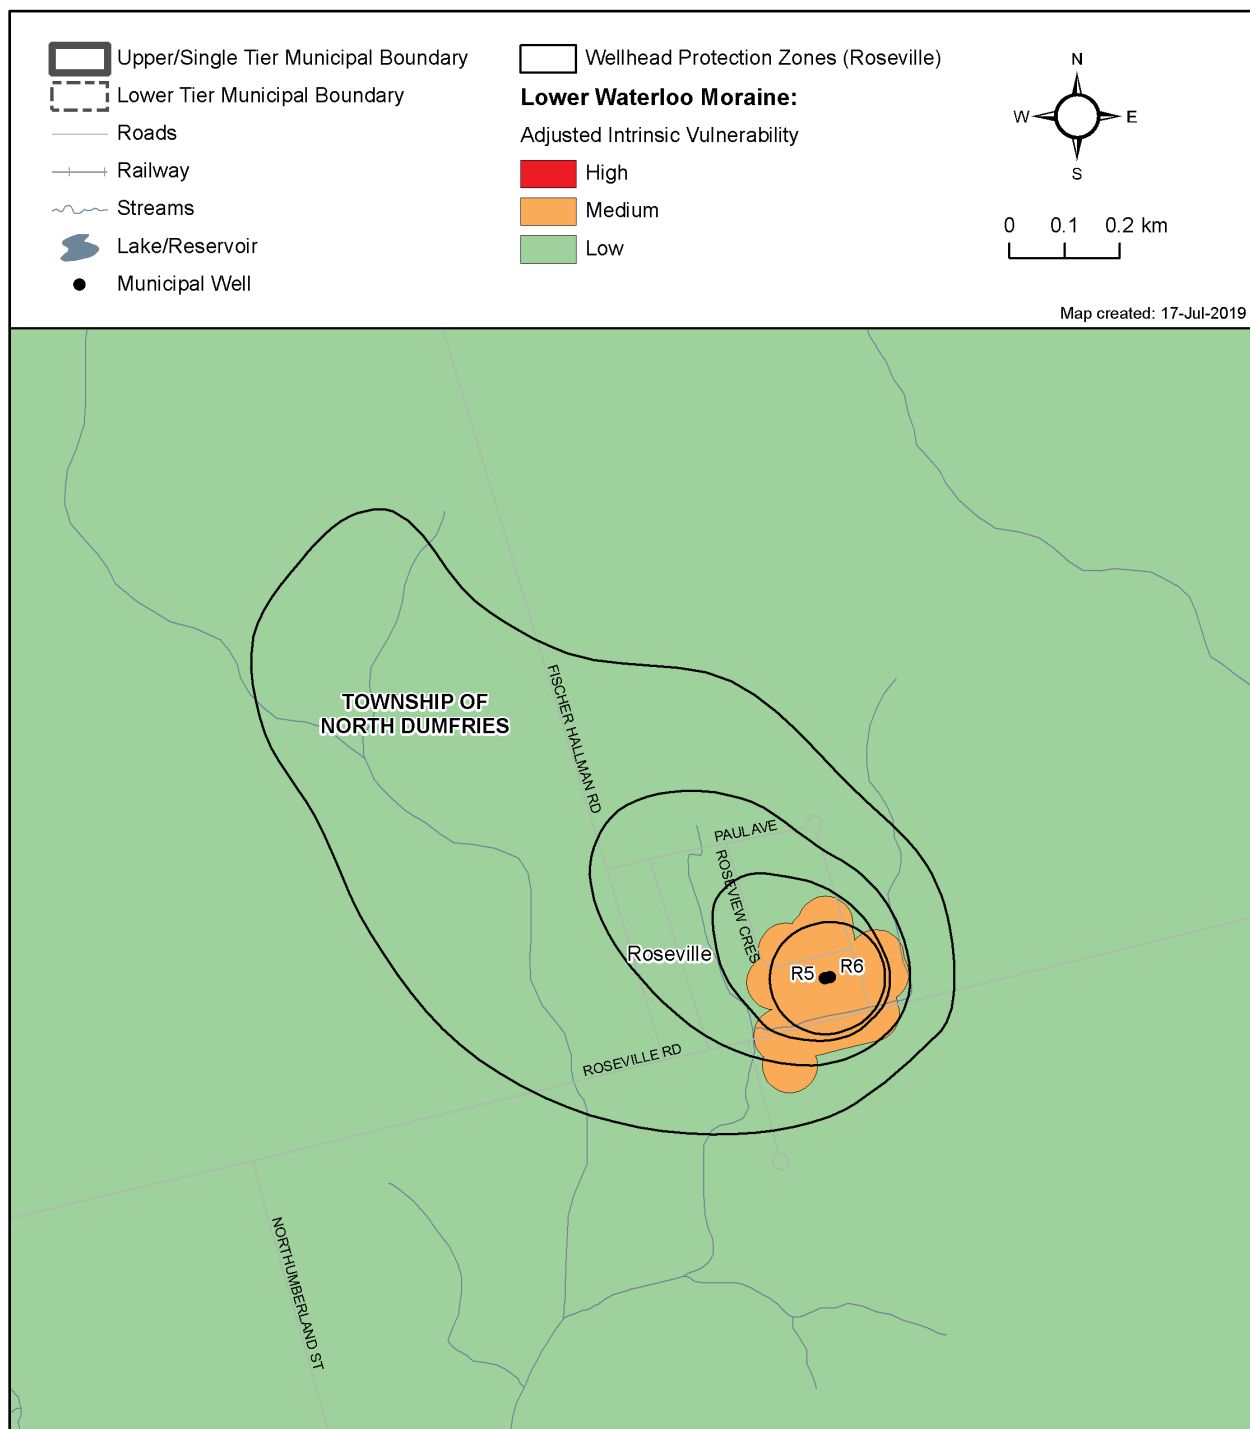 Upper/Single Tier Municipal Boundary
Lower Tier Municipal Boundary
Roads
Railway
Streams
Lake/Reservoir
Municipal Well
Wellhead Protection Zones (Roseville)
Lower Waterloo Moraine:
Adjusted Intrinsic Vulnerability
High
Medium
Low
N
W E
S
0 0.1 0.2 km
Map created: 17-Jul-2019
TOWNSHIP OF
NORTH DUMFRIES
FISCHER HALLMAN RD
PAUL AVE
ROSEVIEW CRES
Roseville
R5 R6
ROSEVILLE RD
NORTHUMBERLAND ST